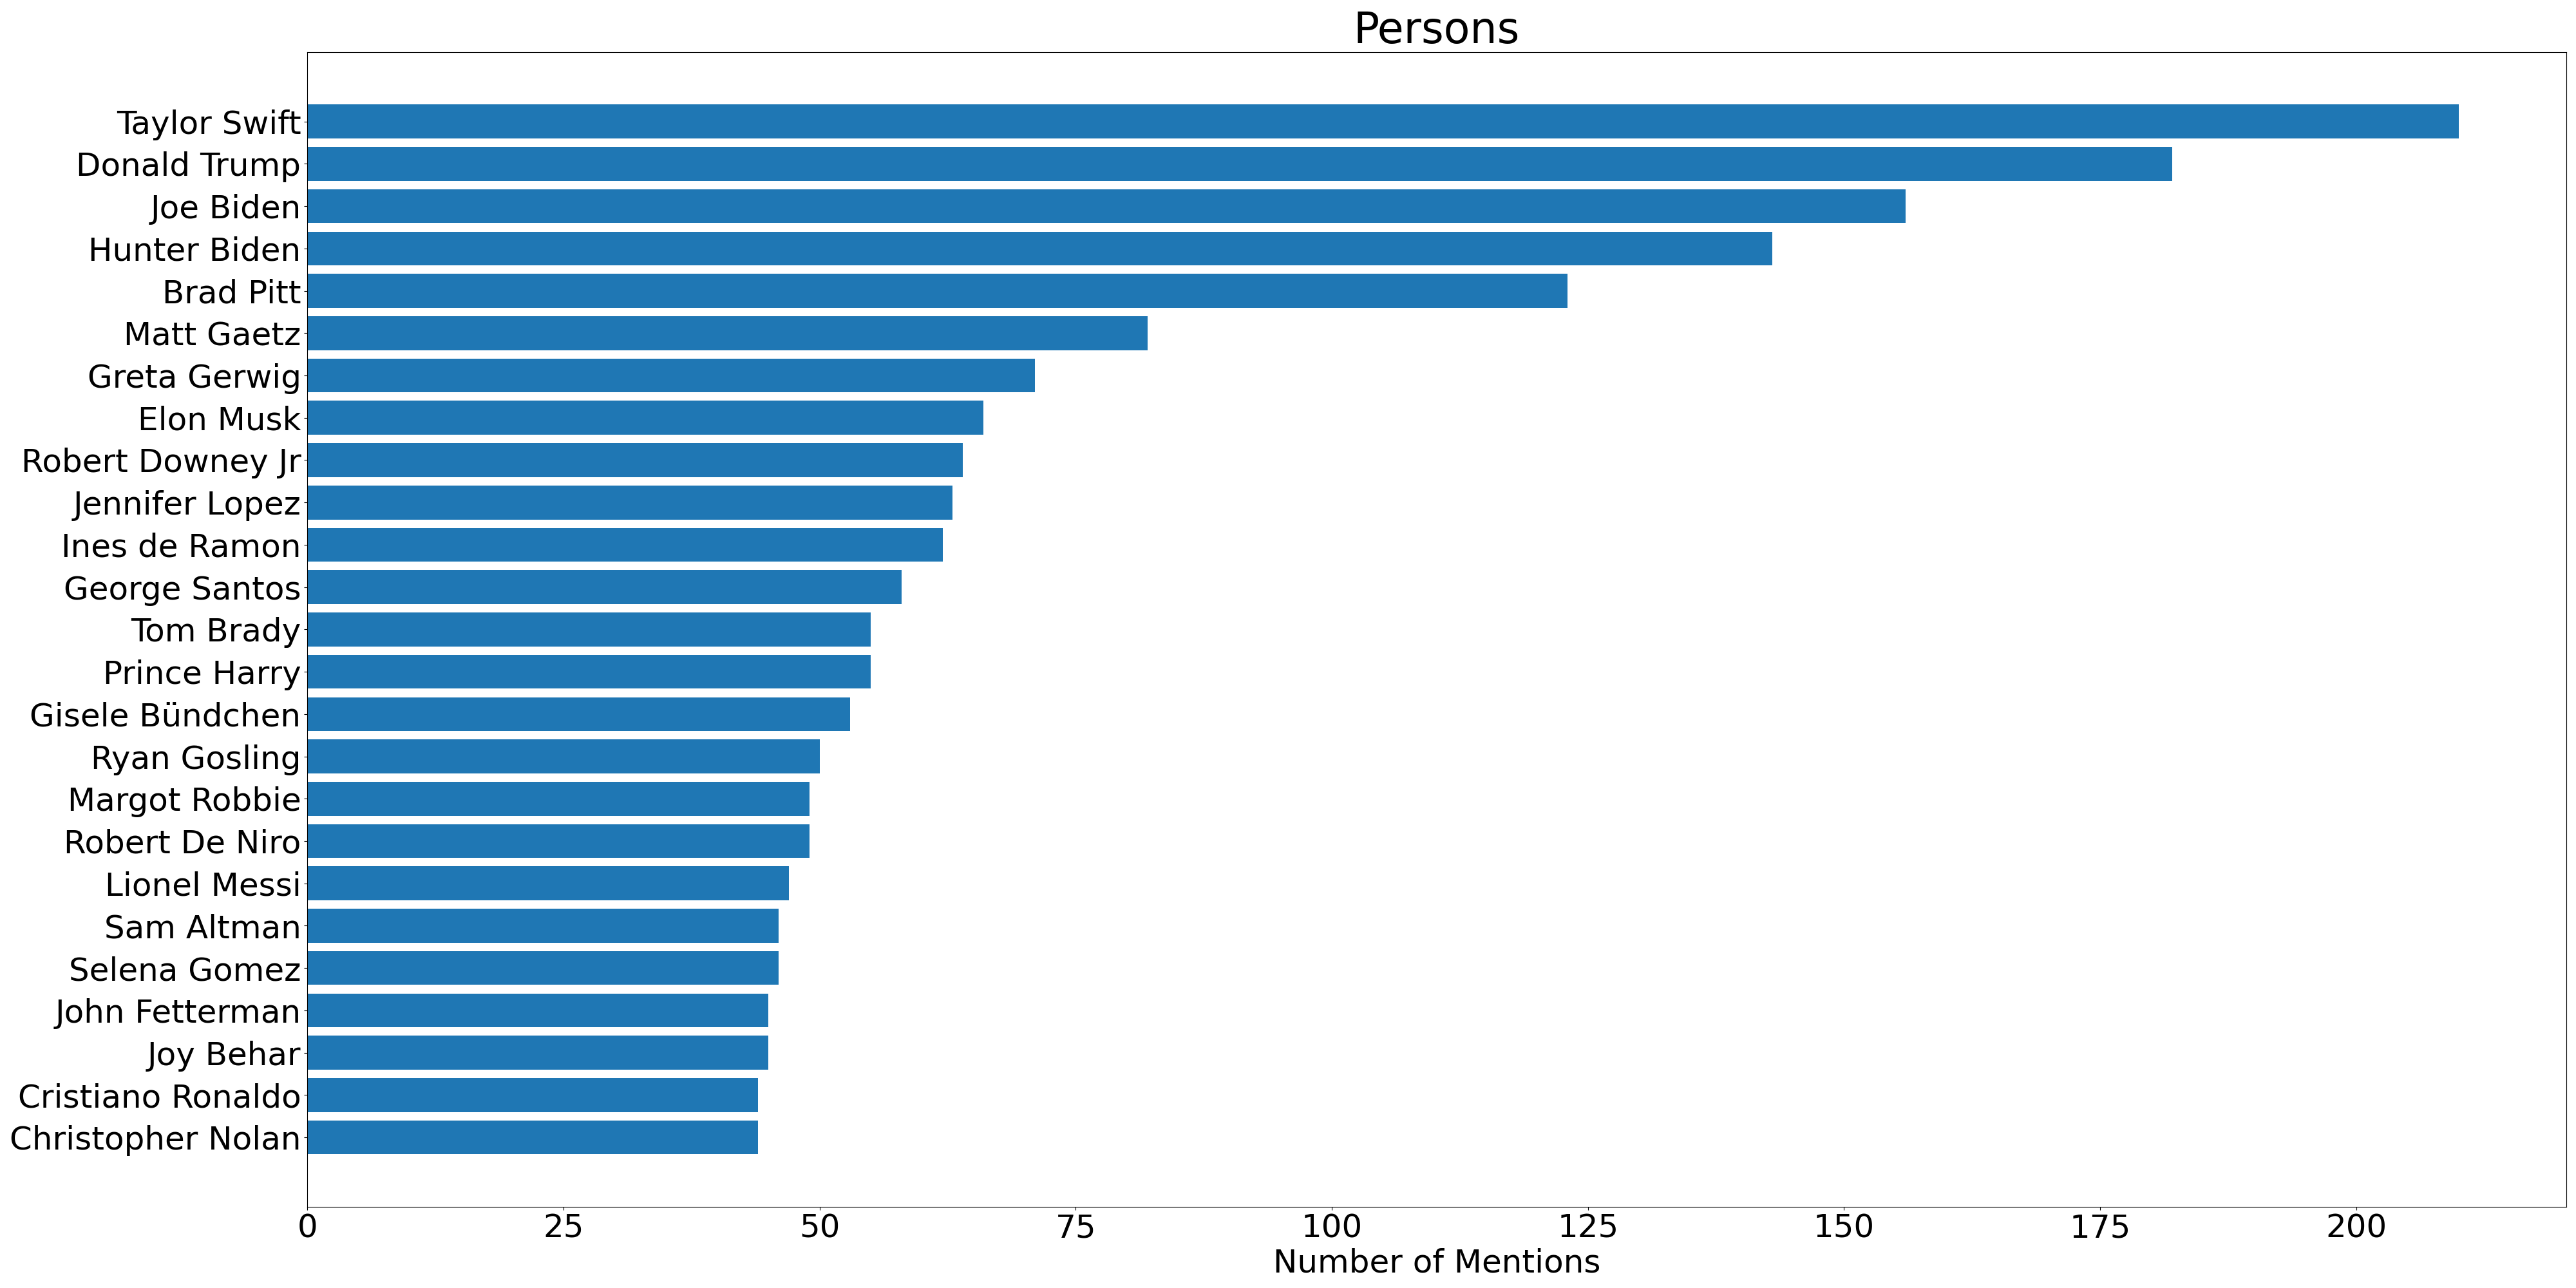 Persons
Taylor Swift
Donald Trump
Joe Biden
Hunter Biden
Brad Pitt
Matt Gaetz
Greta Gerwig
Elon Musk
Robert Downey Jr
Jennifer Lopez
Ines de Ramon
George Santos
Tom Brady
Prince Harry
Gisele Bündchen
Ryan Gosling
Margot Robbie
Robert De Niro
Lionel Messi
Sam Altman
Selena Gomez
John Fetterman
Joy Behar
Cristiano Ronaldo
Christopher Nolan
0 25 50 75 100 125 150 175 200
Number of Mentions